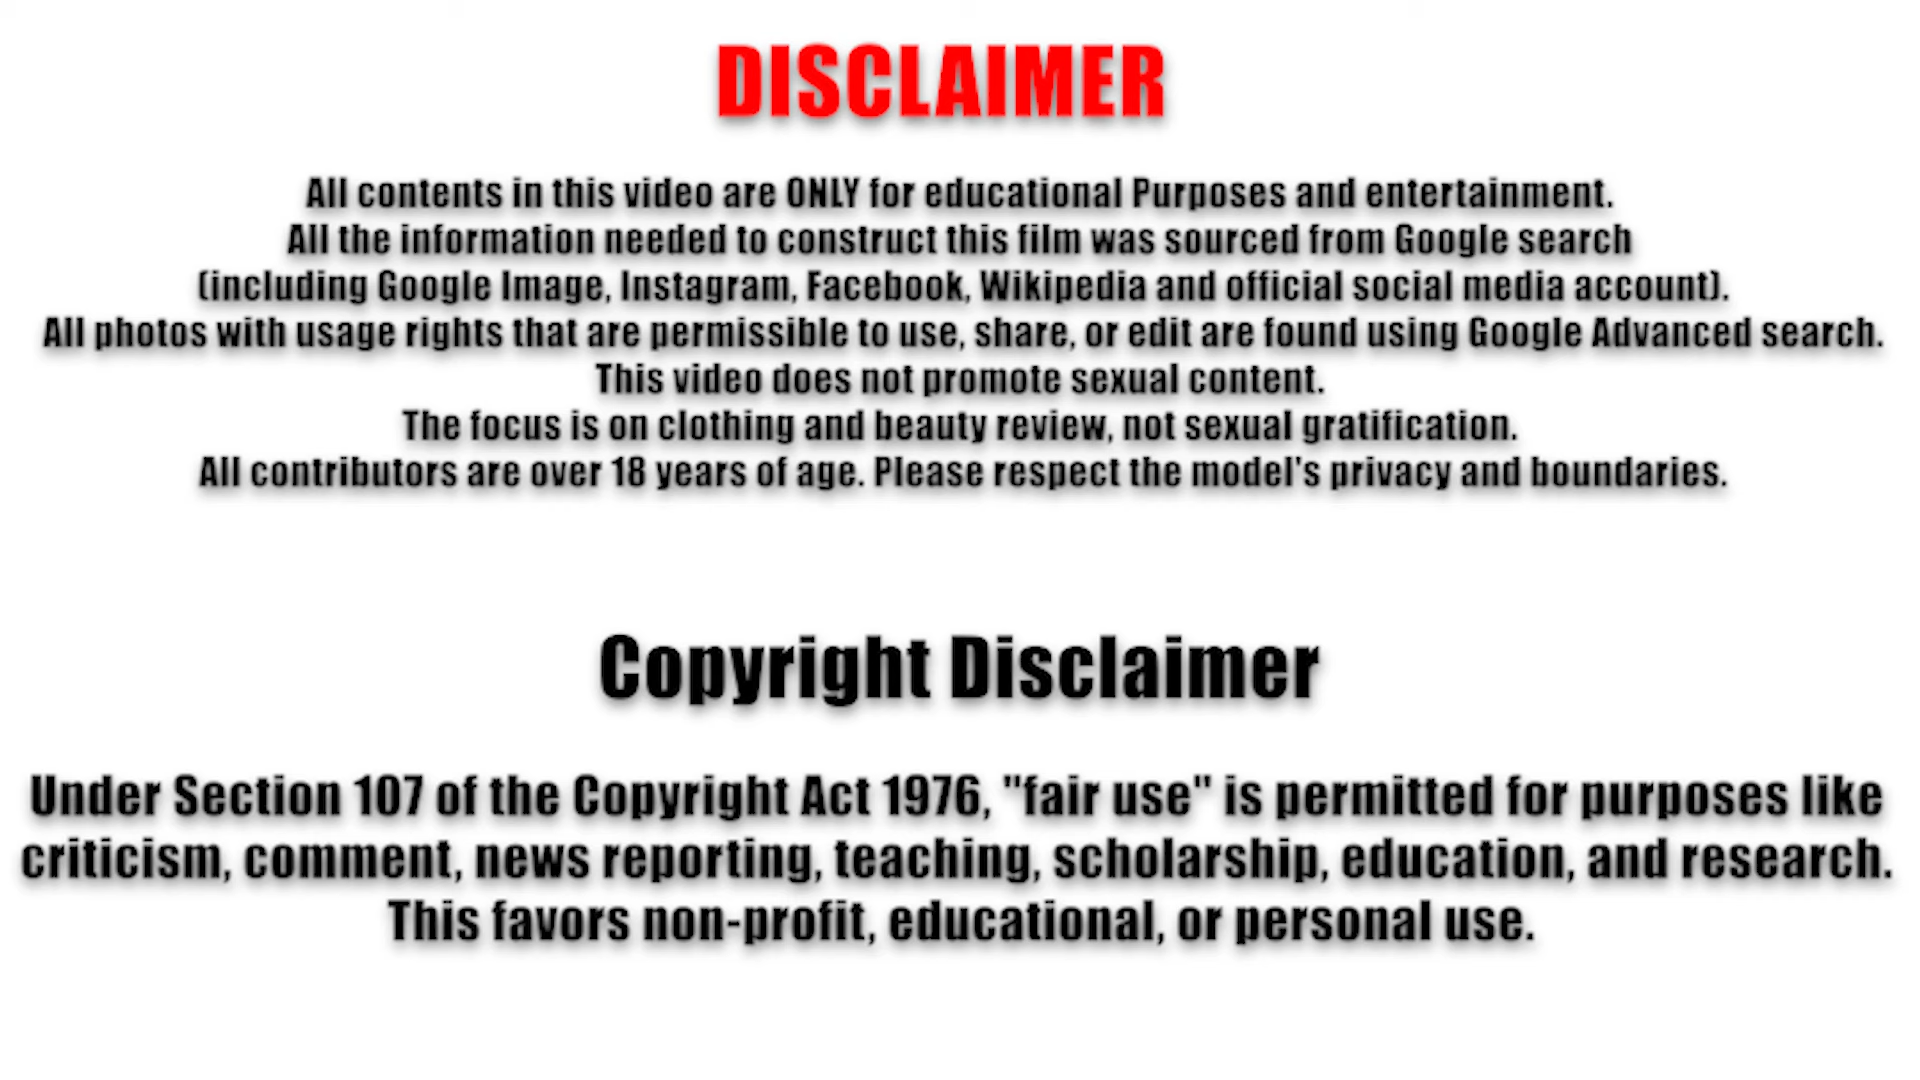 DISCLAIMER
All contents in this video are ONLY for educational Purposes and entertainment.
All the information needed to construct this film was sourced from Google search
(including Google Image, Instagram, Facebook, Wikipedia and official social media account).
All photos with usage rights that are permissible to use, share, or edit are found using Google Advanced search.
This video does not promote sexual content.
The focus is on clothing and beauty review, not sexual gratification.
All contributors are over 18 years of age. Please respect the model's privacy and boundaries.
Copyright Disclaimer
Under Section 107 of the Copyright Act 1976, "fair use" is permitted for purposes like
criticism, comment, news reporting, teaching, scholarship, education, and research.
This favors non-profit, educational, or personal use.